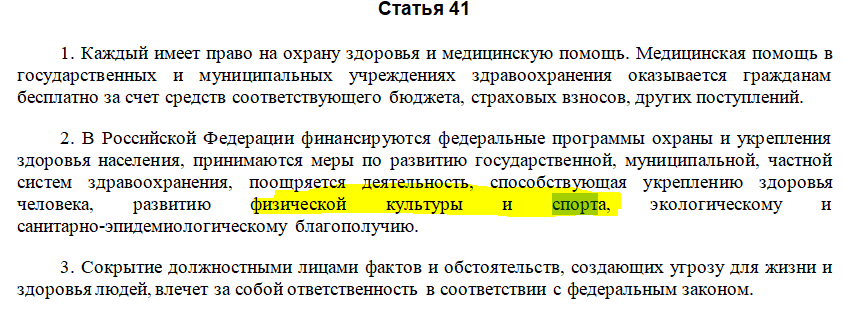 Статья 41
1. Каждый имеет право на охрану здоровья и медицинскую помощь. Медицинская помощь в
государственных и муниципальных учреждениях здравоохранения оказывается гражданам
бесплатно за счет средств соответствующего бюджета, страховых взносов, других поступлений.
2. В Российской Федерации финансируются федеральные программы охраны и укрепления
здоровья населения, принимаются меры по развитию государственной, муниципальной, частной
систем здравоохранения, поощряется деятельность, способствующая укреплению здоровья
человека, развитию физической культуры и спорта, экологическому и
санитарно-эпидемиологическому благополучию.
3. Сокрытие должностными лицами фактов и обстоятельств, создающих угрозу для жизни и
здоровья людей, влечет за собой ответственность в соответствии с федеральным законом.